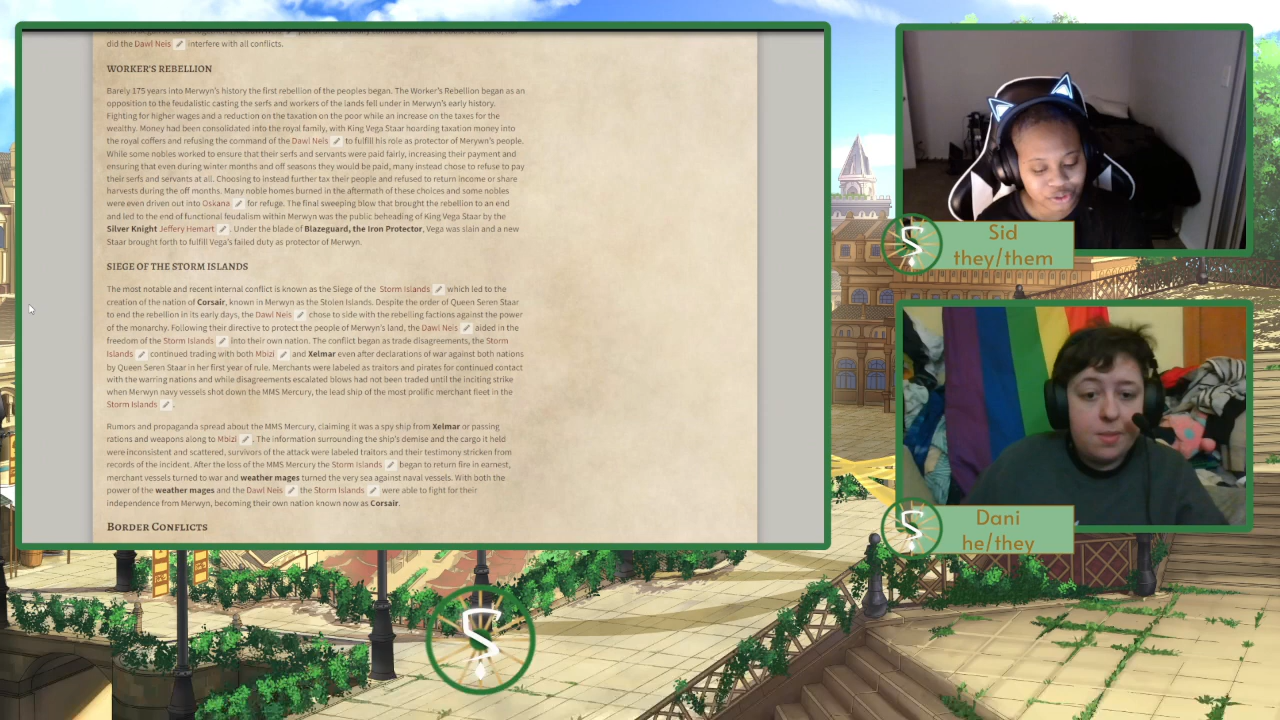 did the Dawl Neis interfere with all conflicts.
WORKER'S REBELLION
Barely 175 years into Merwyn's history the first rebellion of the peoples began. The Worker's Rebellion began as an
opposition to the feudalistic casting the serfs and workers of the lands fell under in Merwyn's early history.
Fighting for higher wages and a reduction on the taxation on the poor while an increase on the taxes for the
wealthy. Money had been consolidated into the royal family, with King Vega Staar hoarding taxation money into
the royal coffers and refusing the command of the Dawl Neis to fulfill his role as protector of Merwyn's people.
While some nobles worked to ensure that their serfs and servants were paid fairly, increasing their payment and
ensuring that even during winter months and off seasons they would be paid, many instead chose to refuse to pay
their serfs and servants at all. Choosing to instead further tax their people and refused to return income or share
harvests during the off months. Many noble homes burned in the aftermath of these choices and some nobles
were even driven out into Oskana for refuge. The final sweeping blow that brought the rebellion to an end
and led to the end of functional feudalism within Merwyn was the public beheading of King Vega Staar by the
Silver Knight Jeffery Hemart . Under the blade of Blazeguard, the Iron Protector, Vega was slain and a new
Staar brought forth to fulfill Vega's failed duty as protector of Merwyn.
SIEGE OF THE STORM ISLANDS
The most notable and recent internal conflict is known as the Siege of the Storm Islands which led to the
creation of the nation of Corsair, known in Merwyn as the Stolen Islands. Despite the order of Queen Seren Staar
to end the rebellion in its early days, the Dawl Neis chose to side with the rebelling factions against the power
of the monarchy. Following their directive to protect the people of Merwyn's land, the Dawl Neis aided in the
freedom of the Storm Islands into their own nation. The conflict began as trade disagreements, the Storm
Islands continued trading with both Mbizi and Xelmar even after declarations of war against both nations
by Queen Seren Staar in her first year of rule. Merchants were labeled as traitors and pirates for continued contact
with the warring nations and while disagreements escalated blows had not been traded until the inciting strike
when Merwyn navy vessels shot down the MMS Mercury, the lead ship of the most prolific merchant fleet in the
Storm Islands .
Rumors and propaganda spread about the MMS Mercury, claiming it was a spy ship from Xelmar or passing
rations and weapons along to Mbizi . The information surrounding the ship's demise and the cargo it held
were inconsistent and scattered, survivors of the attack were labeled traitors and their testimony stricken from
records of the incident. After the loss of the MMS Mercury the Storm Islands began to return fire in earnest,
merchant vessels turned to war and weather mages turned the very sea against naval vessels. With both the
power of the weather mages and the Dawl Neis the Storm Islands were able to fight for their
independence from Merwyn, becoming their own nation known now as Corsair.
BORDER CONFLICTS
S
Sid
they/them
S
Dani
he/they
S